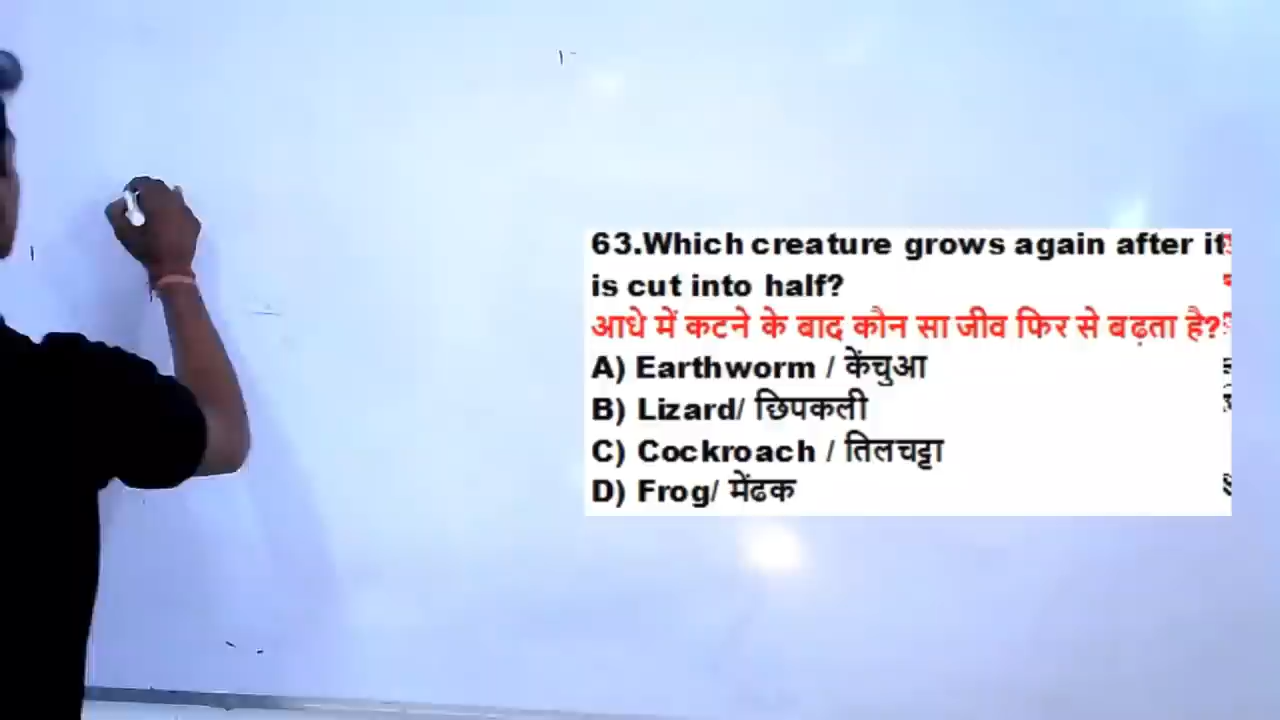 63.Which creature grows again after it
is cut into half?
आधे में कटने के बाद कौन सा जीव फिर से बढ़ता है?
A) Earthworm / केंचुआ
B) Lizard/ छिपकली
C) Cockroach / तिलचट्टा
D) Frog/ मेंढक